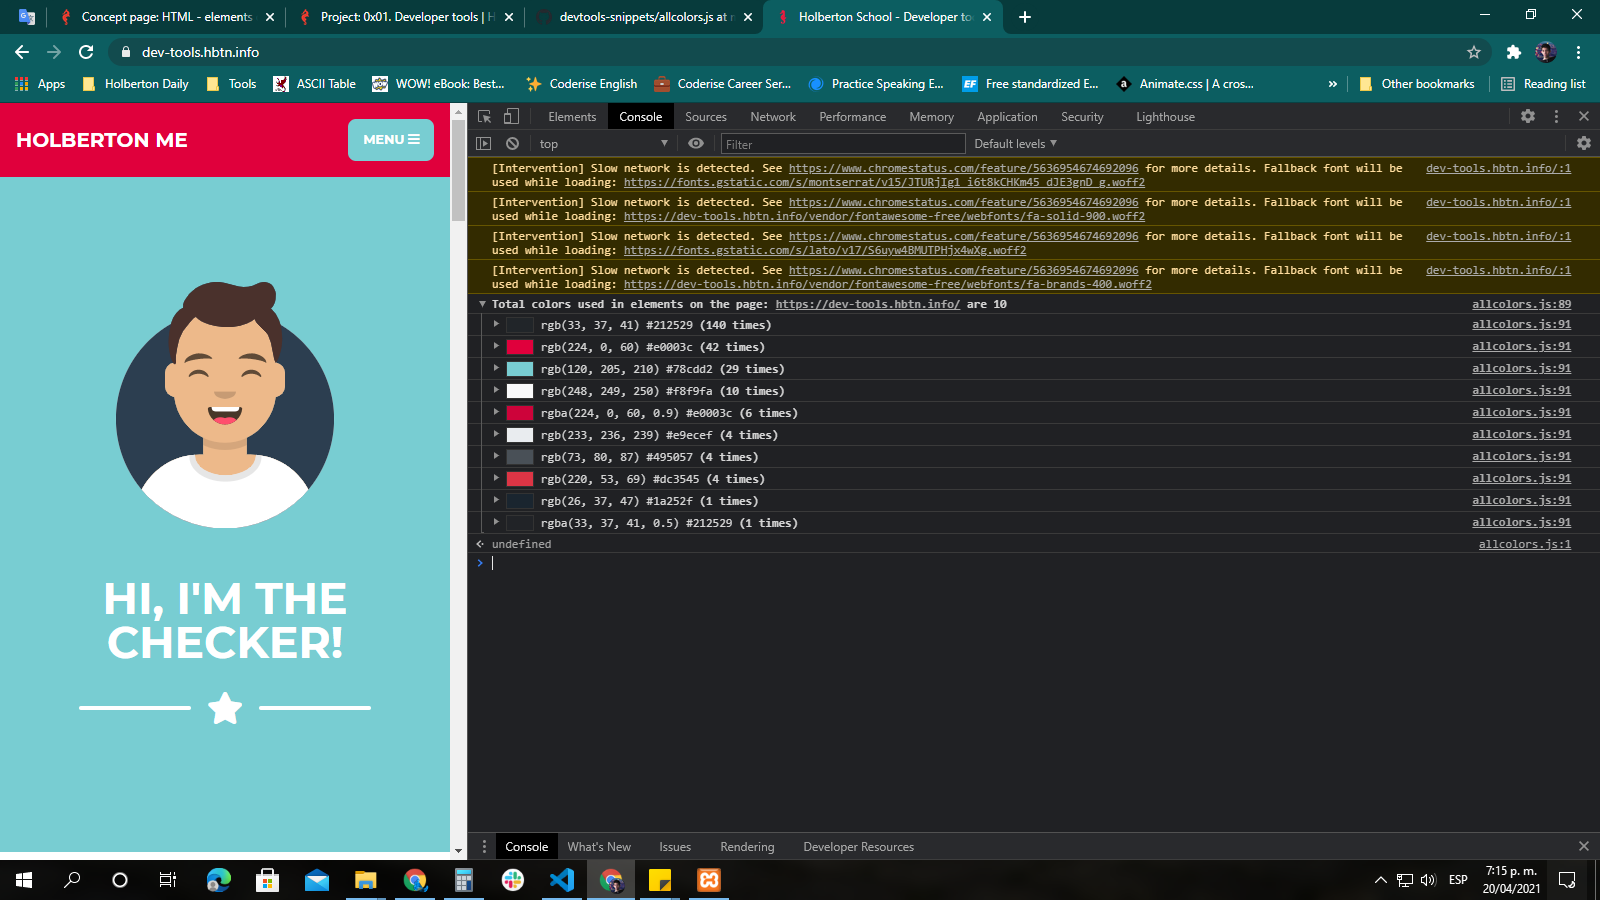 Concept page: HTML - elements
Project: 0x01. Developer tools | H
devtools-snippets/allcolors.js at m
Holberton School - Developer to
dev-tools.hbtn.info
Apps
Holberton Daily
Tools
ASCII Table
WOW! eBook: Best...
Coderise English
Coderise Career Ser...
Practice Speaking E...
EF
Free standardized E...
a
Animate.css | A cros...
»
Other bookmarks
Reading list
HOLBERTON ME
MENU
HI, I'M THE
CHECKER!
Elements Console Sources Network Performance Memory Application Security Lighthouse
top
Filter
Default levels
[Intervention] Slow network is detected. See https://www.chromestatus.com/feature/5636954674692096 for more details. Fallback font will be dev-tools.hbtn.info/:1
used while loading: https://fonts.gstatic.com/s/montserrat/v15/JTURjIg1_i6t8kCHKm45_dJE3gnD_g.woff2
[Intervention] Slow network is detected. See https://www.chromestatus.com/feature/5636954674692096 for more details. Fallback font will be dev-tools.hbtn.info/:1
used while loading: https://dev-tools.hbtn.info/vendor/fontawesome-free/webfonts/fa-solid-900.woff2
[Intervention] Slow network is detected. See https://www.chromestatus.com/feature/5636954674692096 for more details. Fallback font will be dev-tools.hbtn.info/:1
used while loading: https://fonts.gstatic.com/s/lato/v17/S6uyw4BMUTPHjx4wXg.woff2
[Intervention] Slow network is detected. See https://www.chromestatus.com/feature/5636954674692096 for more details. Fallback font will be dev-tools.hbtn.info/:1
used while loading: https://dev-tools.hbtn.info/vendor/fontawesome-free/webfonts/fa-brands-400.woff2
Total colors used in elements on the page: https://dev-tools.hbtn.info/ are 10 allcolors.js:89
rgb(33, 37, 41) #212529 (140 times) allcolors.js:91
rgb(224, 0, 60) #e0003c (42 times) allcolors.js:91
rgb(120, 205, 210) #78cdd2 (29 times) allcolors.js:91
rgb(248, 249, 250) #f8f9fa (10 times) allcolors.js:91
rgba(224, 0, 60, 0.9) #e0003c (6 times) allcolors.js:91
rgb(233, 236, 239) #e9ecef (4 times) allcolors.js:91
rgb(73, 80, 87) #495057 (4 times) allcolors.js:91
rgb(220, 53, 69) #dc3545 (4 times) allcolors.js:91
rgb(26, 37, 47) #1a252f (1 times) allcolors.js:91
rgba(33, 37, 41, 0.5) #212529 (1 times) allcolors.js:91
undefined allcolors.js:1
Console What's New Issues Rendering Developer Resources
ESP
7:15 p. m.
20/04/2021